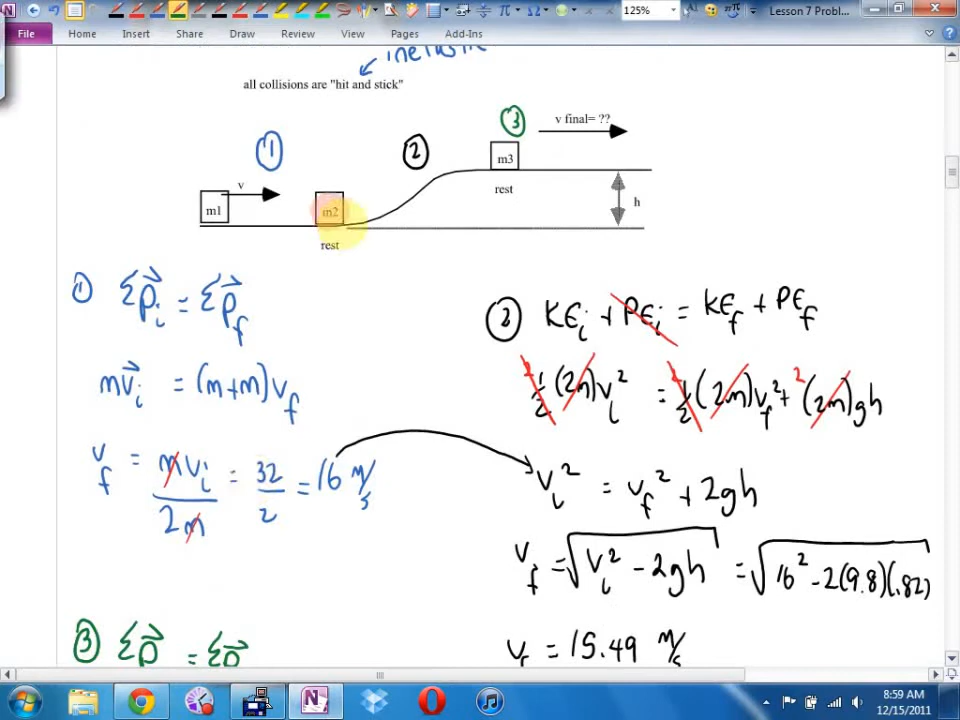 125%
Lesson 7 Probl...
File Home Insert Share Draw Review View Pages Add-Ins
inelastic
all collisions are "hit and stick"
① ② ③
v final= ??
v
m1
m2
m3
rest
rest
h
① ΣP⃗i = ΣP⃗f
mv⃗i = (m+m)vf
vf = mvi/2m = 32/2 = 16 m/s
② KEi + PEi = KEf + PEf
½(2m)vi² = ½(2m)vf² + 2(2m)gh
vi² = vf² + 2gh
vf = √(vi² - 2gh) = √(16² - 2(9.8)(.82))
vf = 15.49 m/s
③ ΣP⃗ = ΣP⃗
8:59 AM
12/15/2011